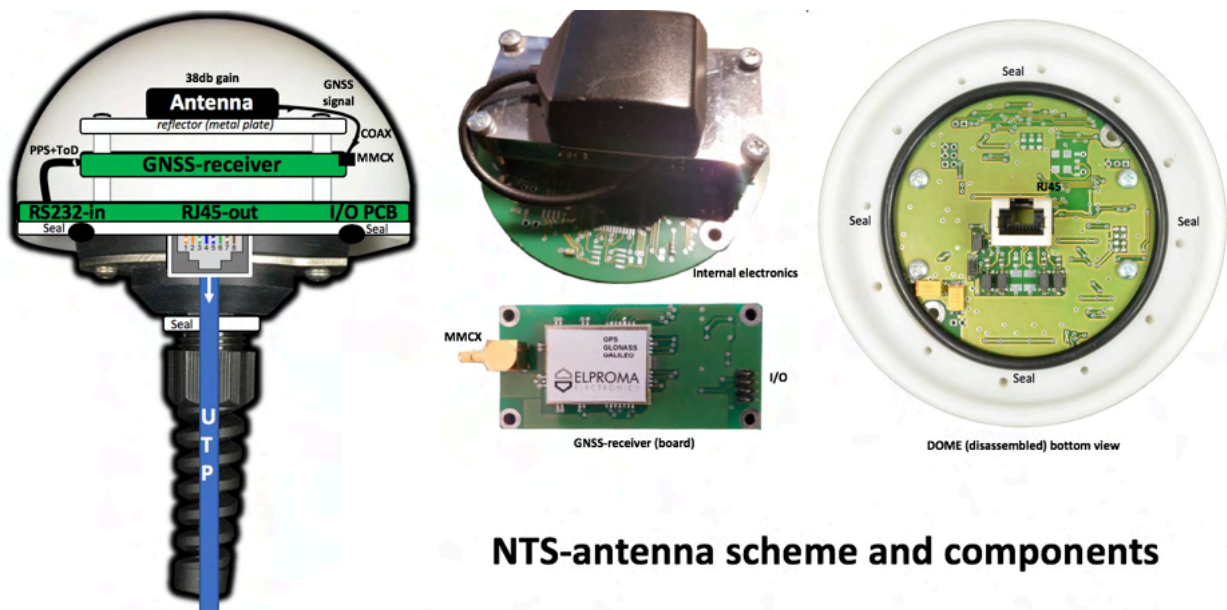 38db gain
Antenna
GNSS
signal
reflector (metal plate)
COAX
PPS+ToD
GNSS-receiver
MMCX
RS232-in
RJ45-out
I/O PCB
Seal
Seal
Seal
UTP
Internal electronics
MMCX
GPS
GLONASS
GALILEO
ELPROMA
ELECTRONICS
I/O
GNSS-receiver (board)
Seal
RJ45
Seal
Seal
Seal
DOME (disassembled) bottom view
NTS-antenna scheme and components